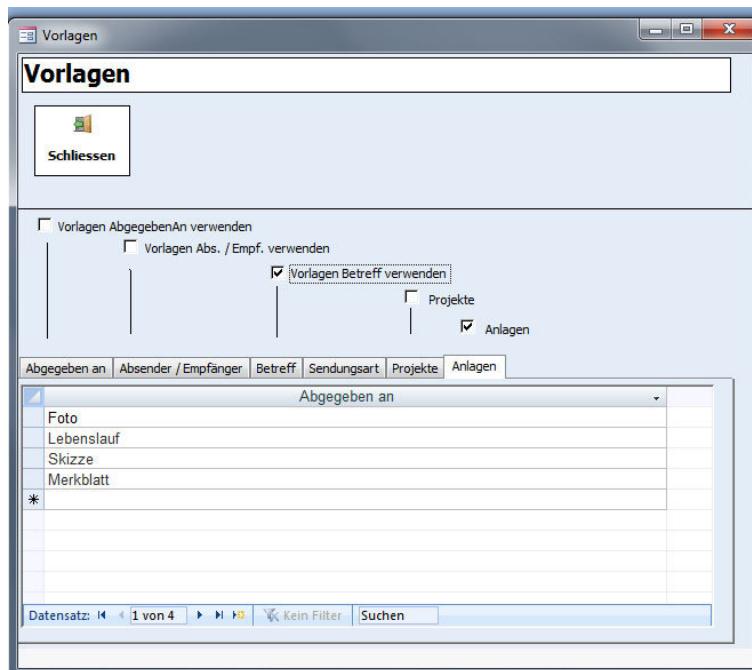 Vorlagen
Vorlagen
Schliessen
Vorlagen AbgegebenAn verwenden
Vorlagen Abs. / Empf. verwenden
Vorlagen Betreff verwenden
Projekte
Anlagen
Abgegeben an Absender / Empfänger Betreff Sendungsart Projekte Anlagen
Abgegeben an
Foto
Lebenslauf
Skizze
Merkblatt
Datensatz: 1 von 4 Kein Filter Suchen